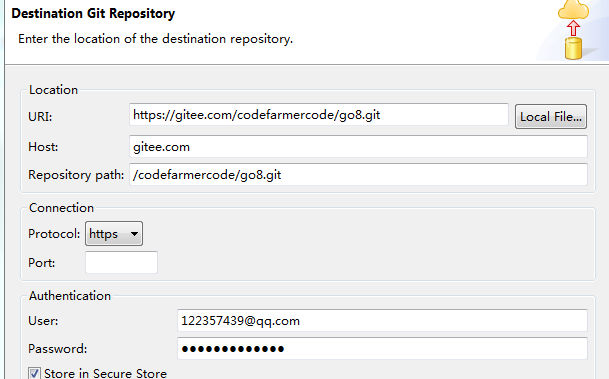 Destination Git Repository
Enter the location of the destination repository.
Location
URI: https://gitee.com/codefarmercode/go8.git Local File...
Host: gitee.com
Repository path: /codefarmercode/go8.git
Connection
Protocol: https
Port:
Authentication
User: 122357439@qq.com
Password: ●●●●●●●●●●●●●
Store in Secure Store